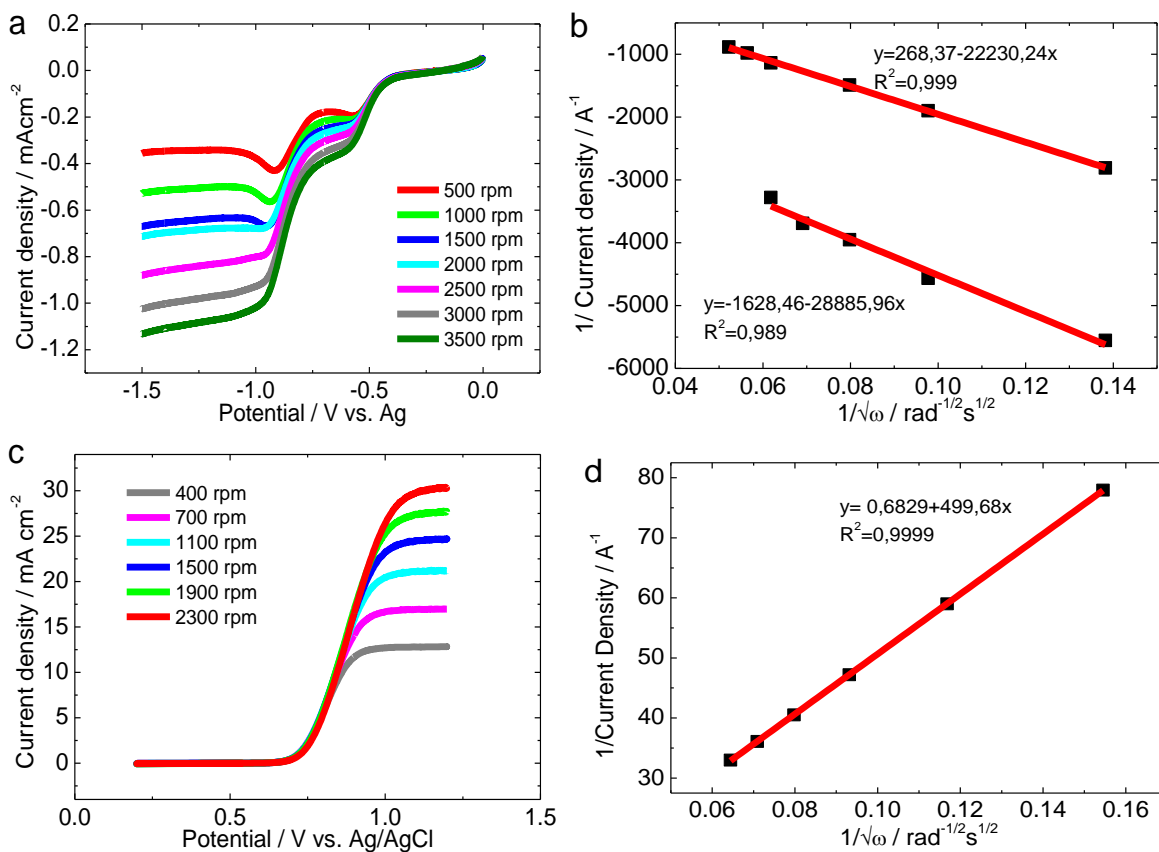 a
0.2
0.0
-0.2
-0.4
-0.6
-0.8
-1.0
-1.2
Current density / mAcm⁻²
500 rpm
1000 rpm
1500 rpm
2000 rpm
2500 rpm
3000 rpm
3500 rpm
-1.5 -1.0 -0.5 0.0
Potential / V vs. Ag
b
-1000
-2000
-3000
-4000
-5000
-6000
1/ Current density / A⁻¹
y=268,37-22230,24x
R²=0,999
y=-1628,46-28885,96x
R²=0,989
0.04 0.06 0.08 0.10 0.12 0.14
1/√ω / rad⁻¹/²s¹/²
c
30
25
20
15
10
5
0
Current density / mA cm⁻²
400 rpm
700 rpm
1100 rpm
1500 rpm
1900 rpm
2300 rpm
0.0 0.5 1.0 1.5
Potential / V vs. Ag/AgCl
d
80
70
60
50
40
30
1/Current Density / A⁻¹
y= 0,6829+499,68x
R²=0,9999
0.06 0.08 0.10 0.12 0.14 0.16
1/√ω / rad⁻¹/²s¹/²